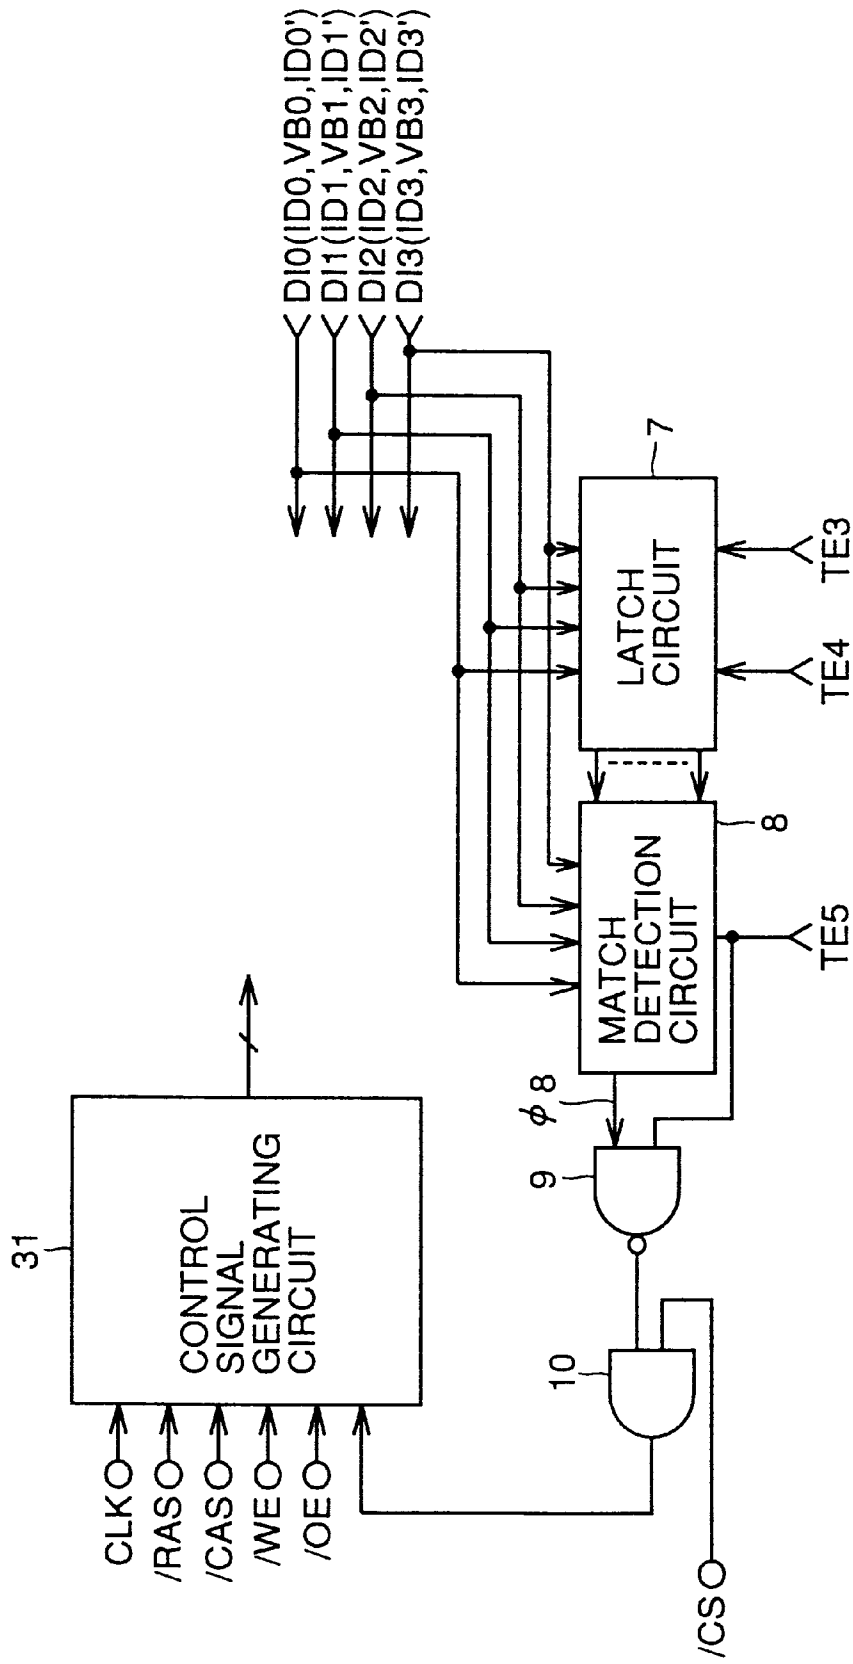 31
CONTROL
SIGNAL
GENERATING
CIRCUIT
CLK
/RAS
/CAS
/WE
/OE
/CS
10
9
ϕ 8
MATCH
DETECTION
CIRCUIT
8
TE5
LATCH
CIRCUIT
7
TE4
TE3
DI0(ID0,VB0,ID0')
DI1(ID1,VB1,ID1')
DI2(ID2,VB2,ID2')
DI3(ID3,VB3,ID3')